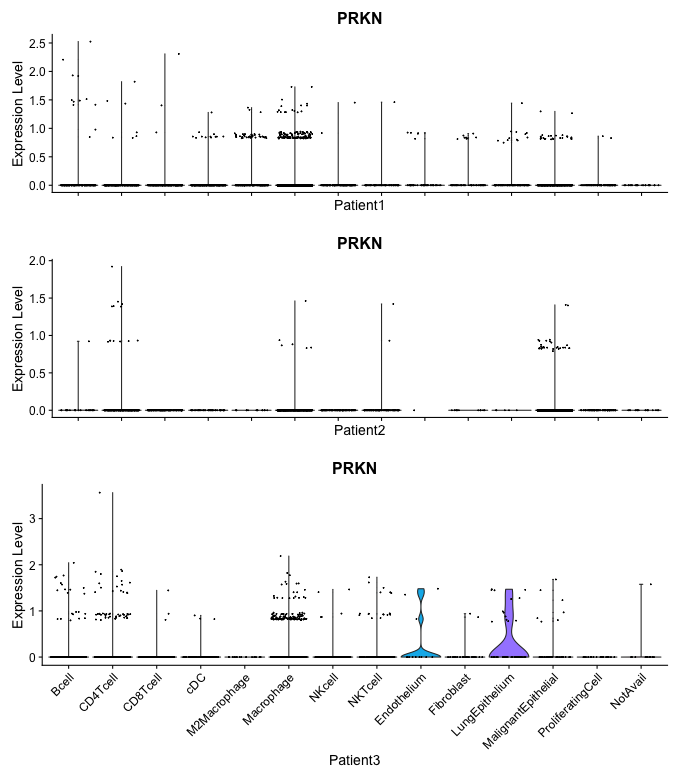 PRKN
Expression Level
2.5
2.0
1.5
1.0
0.5
0.0
Patient1
PRKN
Expression Level
2.0
1.5
1.0
0.5
0.0
Patient2
PRKN
Expression Level
3
2
1
0
Bcell
CD4Tcell
CD8Tcell
cDC
M2Macrophage
Macrophage
NKcell
NKTcell
Endothelium
Fibroblast
LungEpithelium
MalignantEpithelial
ProliferatingCell
NotAvail
Patient3